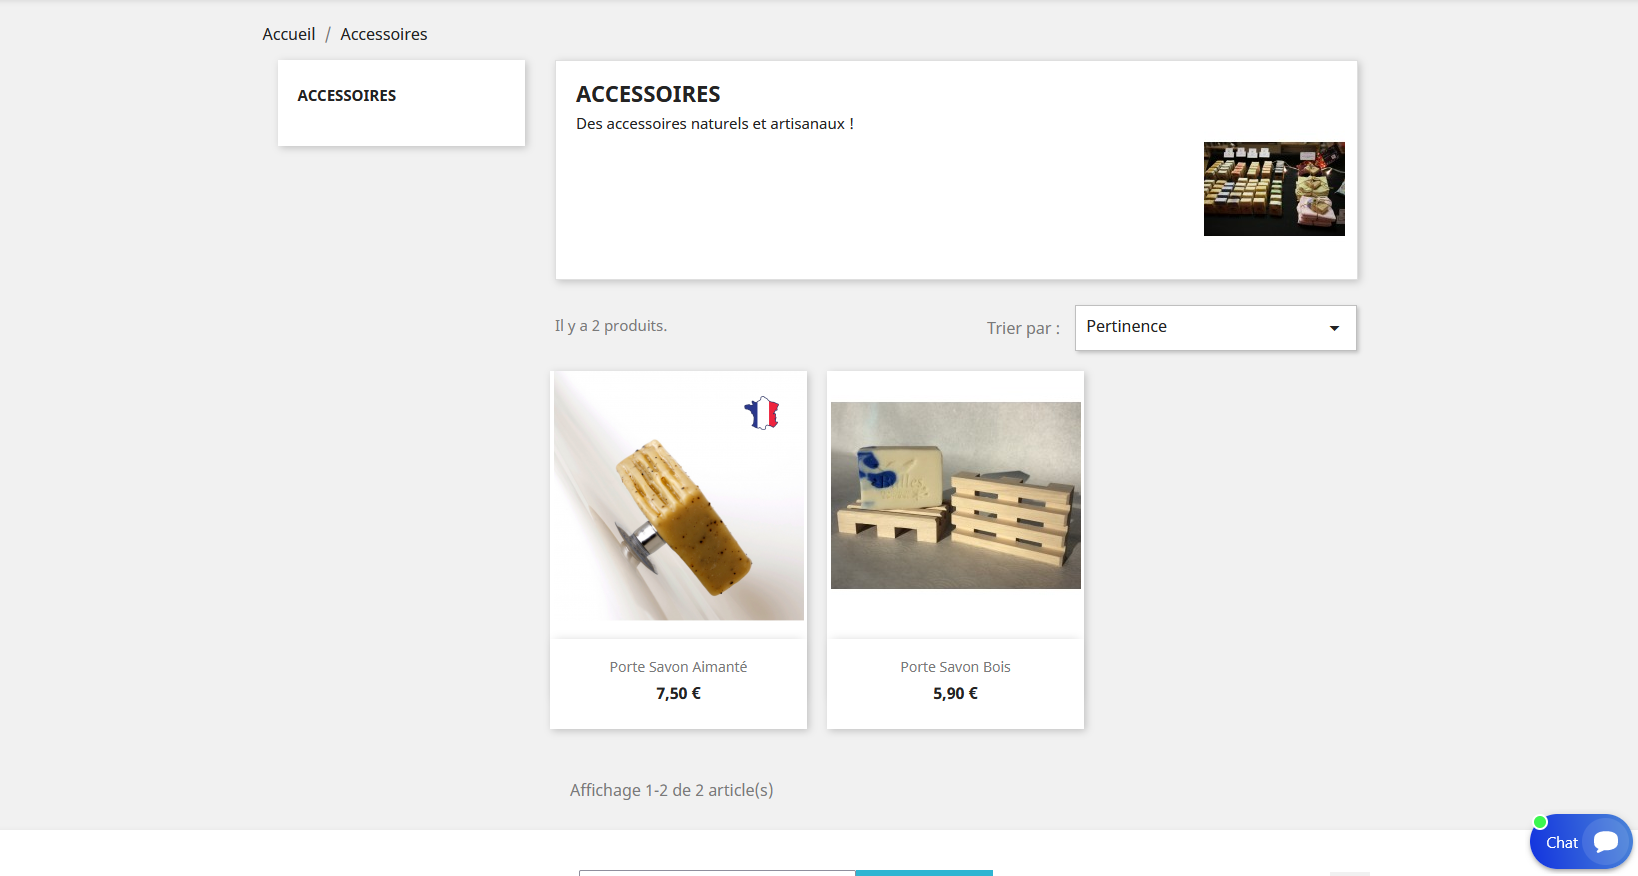 Accueil / Accessoires
ACCESSOIRES
ACCESSOIRES
Des accessoires naturels et artisanaux !
Il y a 2 produits.
Trier par :
Pertinence
Porte Savon Aimanté
7,50 €
Porte Savon Bois
5,90 €
Affichage 1-2 de 2 article(s)
Chat